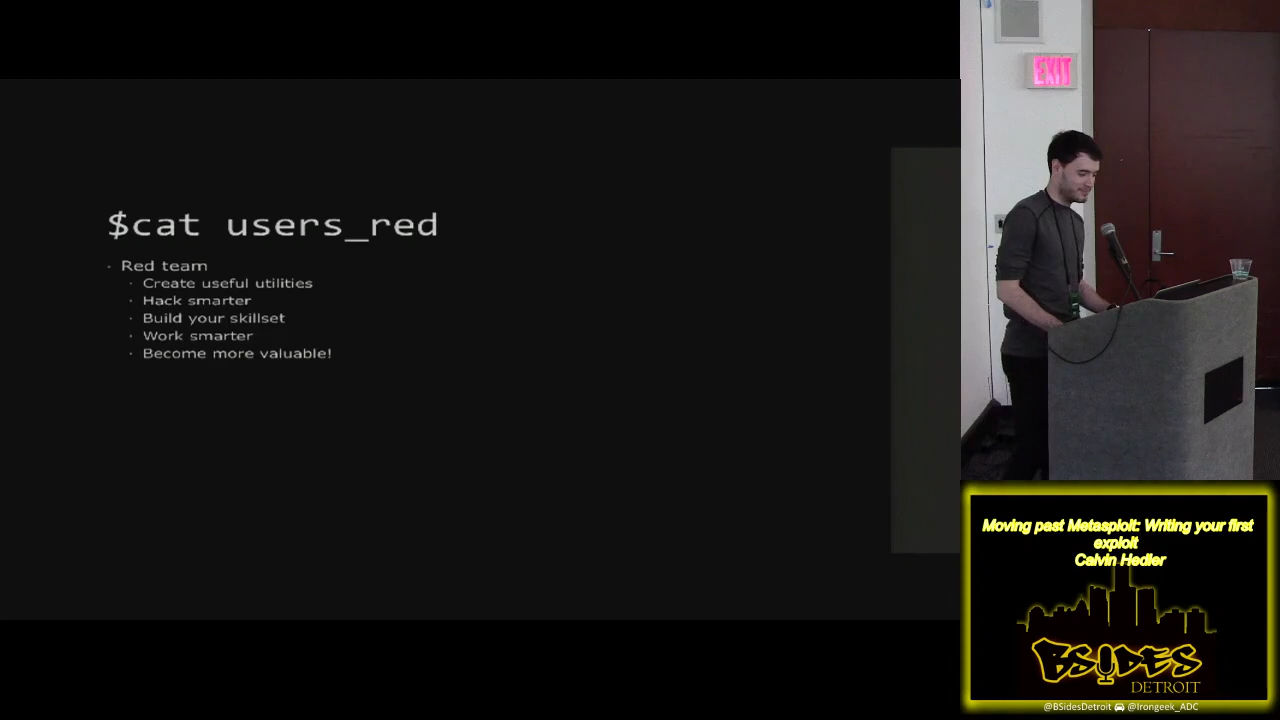 $cat users_red
· Red team
· Create useful utilities
· Hack smarter
· Build your skillset
· Work smarter
· Become more valuable!
EXIT
Moving past Metasploit: Writing your first
exploit
Calvin Hedler
BSIDES
DETROIT
@BSidesDetroit @Irongeek_ADC